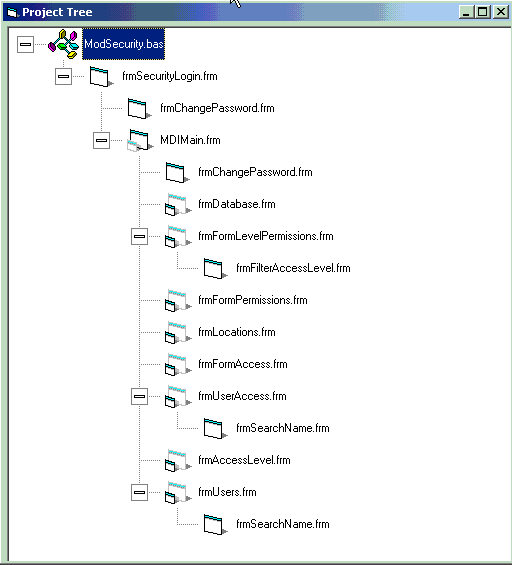 Project Tree
ModSecurity.bas
frmSecurityLogin.frm
frmChangePassword.frm
MDIMain.frm
frmChangePassword.frm
frmDatabase.frm
frmFormLevelPermissions.frm
frmFilterAccessLevel.frm
frmFormPermissions.frm
frmLocations.frm
frmFormAccess.frm
frmUserAccess.frm
frmSearchName.frm
frmAccessLevel.frm
frmUsers.frm
frmSearchName.frm